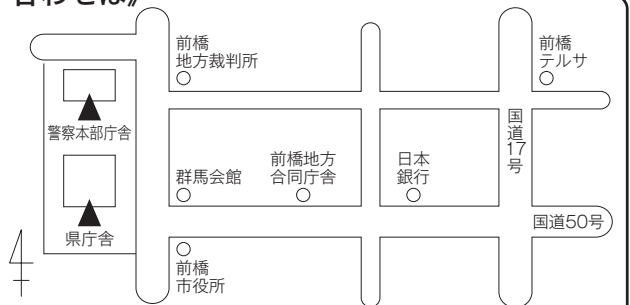 合わせは》
前橋
地方裁判所
前橋
テルサ
警察本部庁舎
国道17号
群馬会館
前橋地方
合同庁舎
日本
銀行
県庁舎
国道50号
前橋
市役所